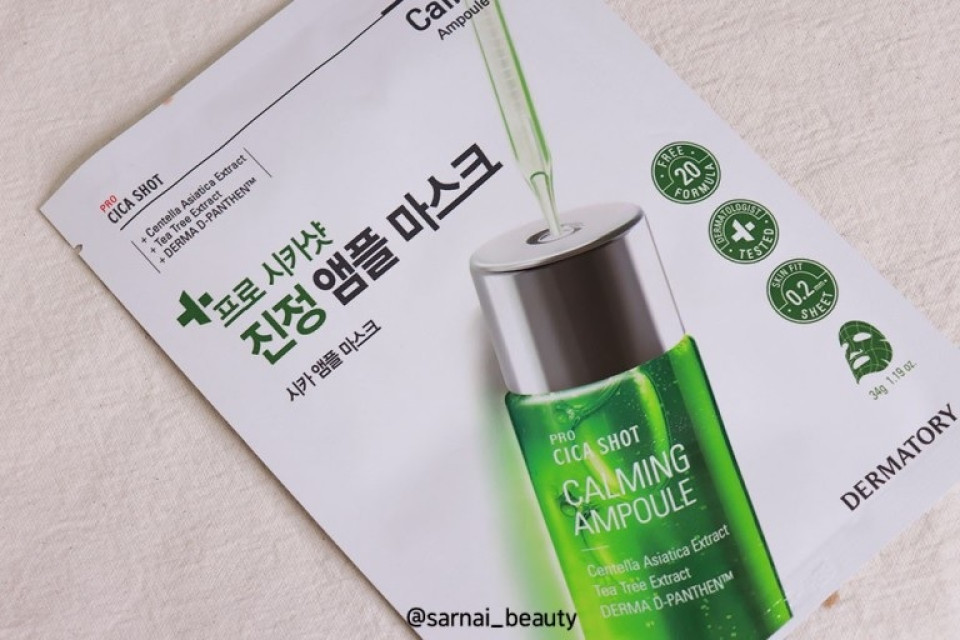 Ampoule
PRO
CICA SHOT
+ Centella Asiatica Extract
+ Tea Tree Extract
+ DERMA D-PANTHEN™
프로 시카샷
진정 앰플 마스크
시카 앰플 마스크
FREE
20
FORMULA
DERMATOLOGIST
TESTED
SKIN FIT
0.2 mm
SHEET
34g 1.19 oz.
DERMATORY
PRO
CICA SHOT
CALMING
AMPOULE
Centella Asiatica Extract
Tea Tree Extract
DERMA D-PANTHEN™
@sarnai_beauty